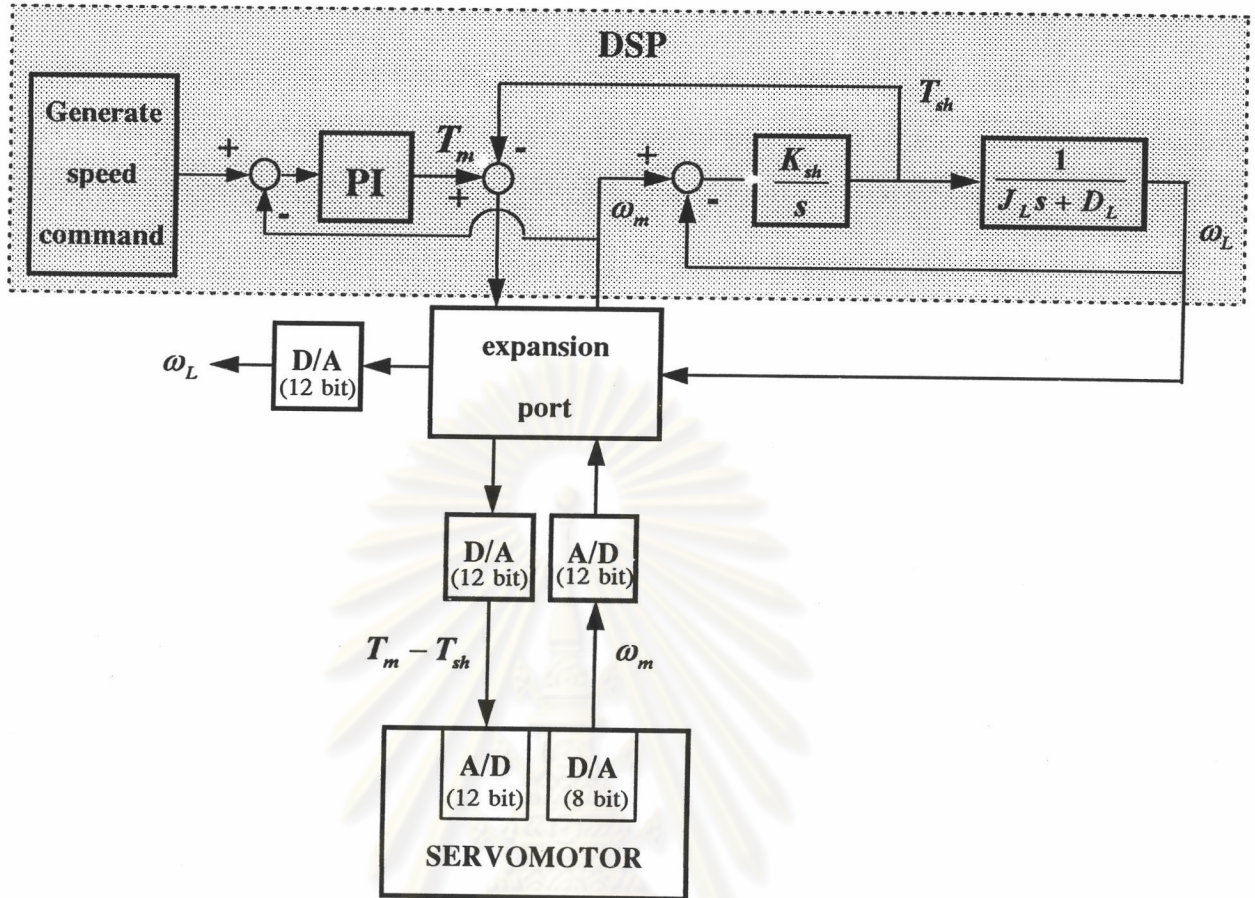 DSP
Generate
speed
command
+
-
PI
T_m
+
-
T_sh
+
-
ω_m
K_sh
s
1
J_L s + D_L
ω_L
expansion
port
ω_L
D/A
(12 bit)
D/A
(12 bit)
A/D
(12 bit)
T_m − T_sh
ω_m
A/D
(12 bit)
D/A
(8 bit)
SERVOMOTOR